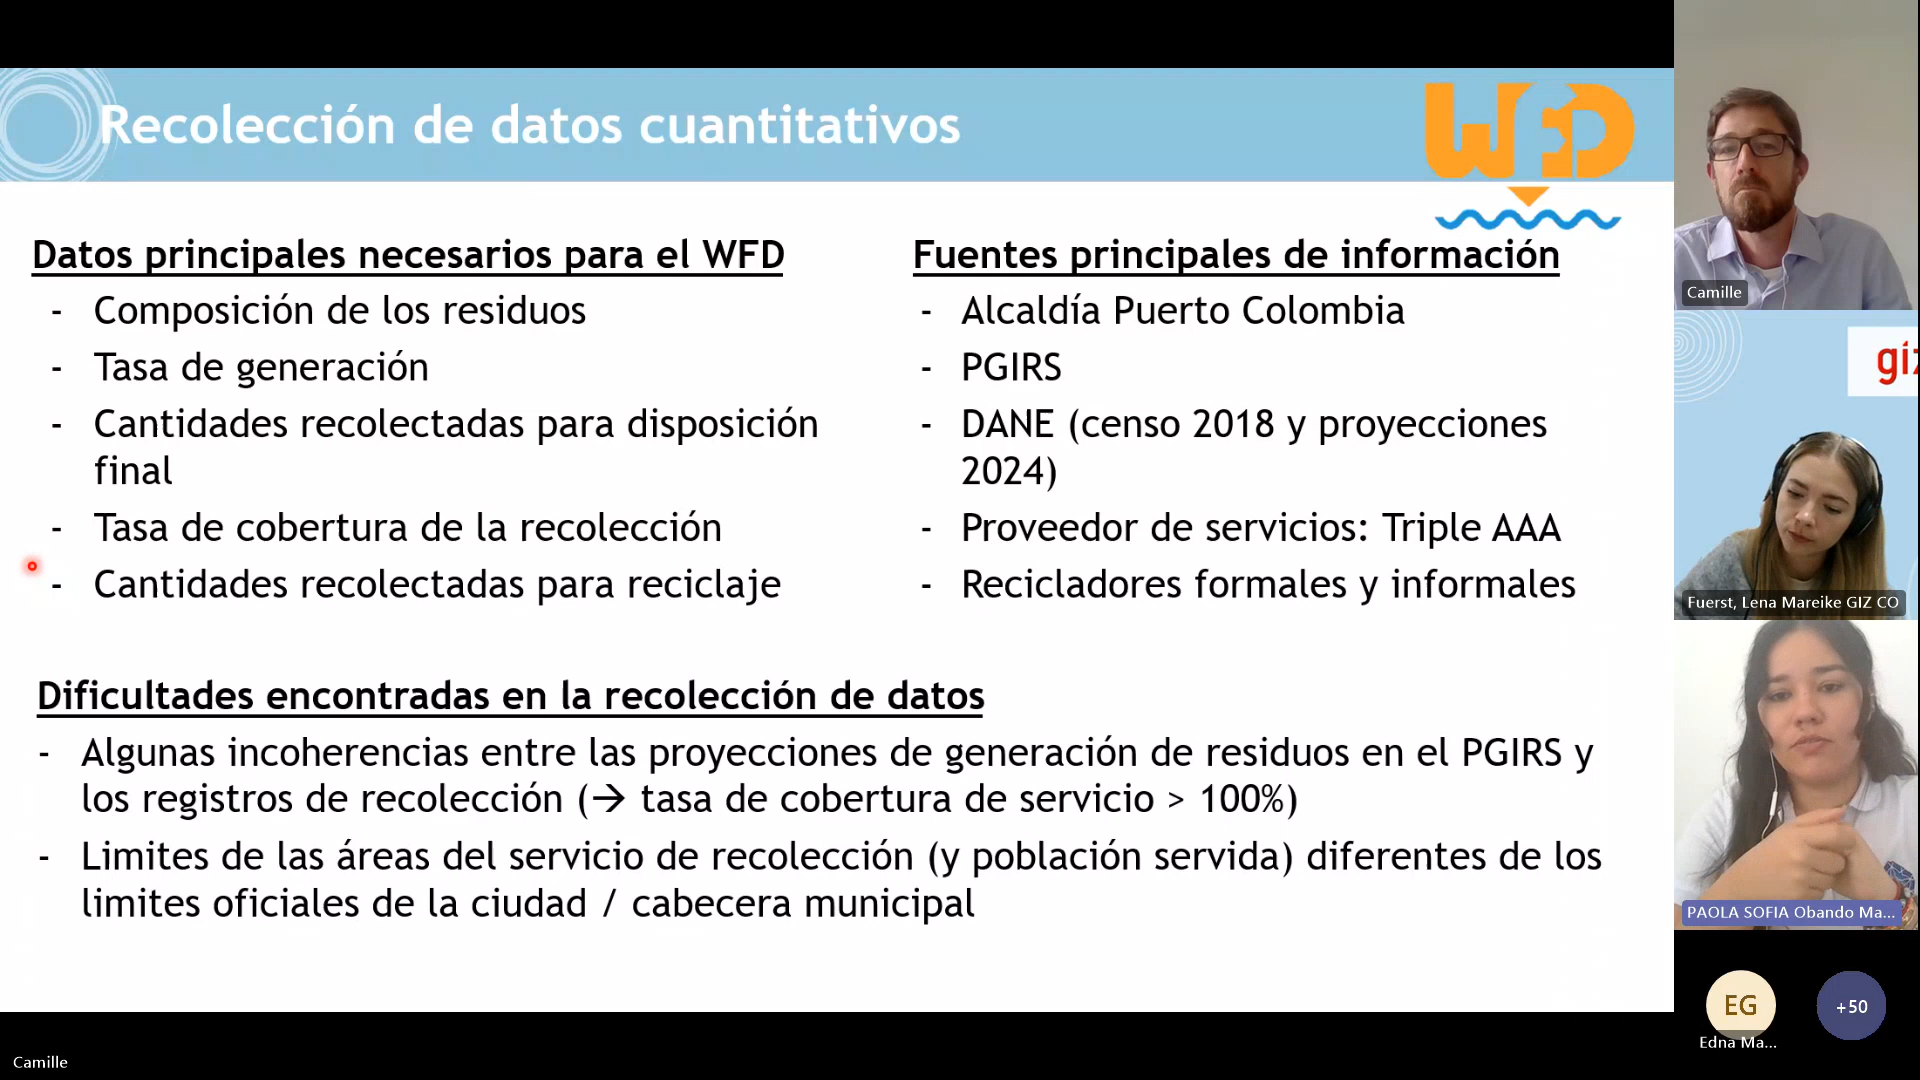 Recolección de datos cuantitativos
WFD
Datos principales necesarios para el WFD
- Composición de los residuos
- Tasa de generación
- Cantidades recolectadas para disposición
final
- Tasa de cobertura de la recolección
- Cantidades recolectadas para reciclaje
Fuentes principales de información
- Alcaldía Puerto Colombia
- PGIRS
- DANE (censo 2018 y proyecciones
2024)
- Proveedor de servicios: Triple AAA
- Recicladores formales y informales
Dificultades encontradas en la recolección de datos
- Algunas incoherencias entre las proyecciones de generación de residuos en el PGIRS y
los registros de recolección (→ tasa de cobertura de servicio > 100%)
- Limites de las áreas del servicio de recolección (y población servida) diferentes de los
limites oficiales de la ciudad / cabecera municipal
Camille
giz
Fuerst, Lena Mareike GIZ CO
PAOLA SOFIA Obando Ma...
EG
+50
Edna Ma...
Camille